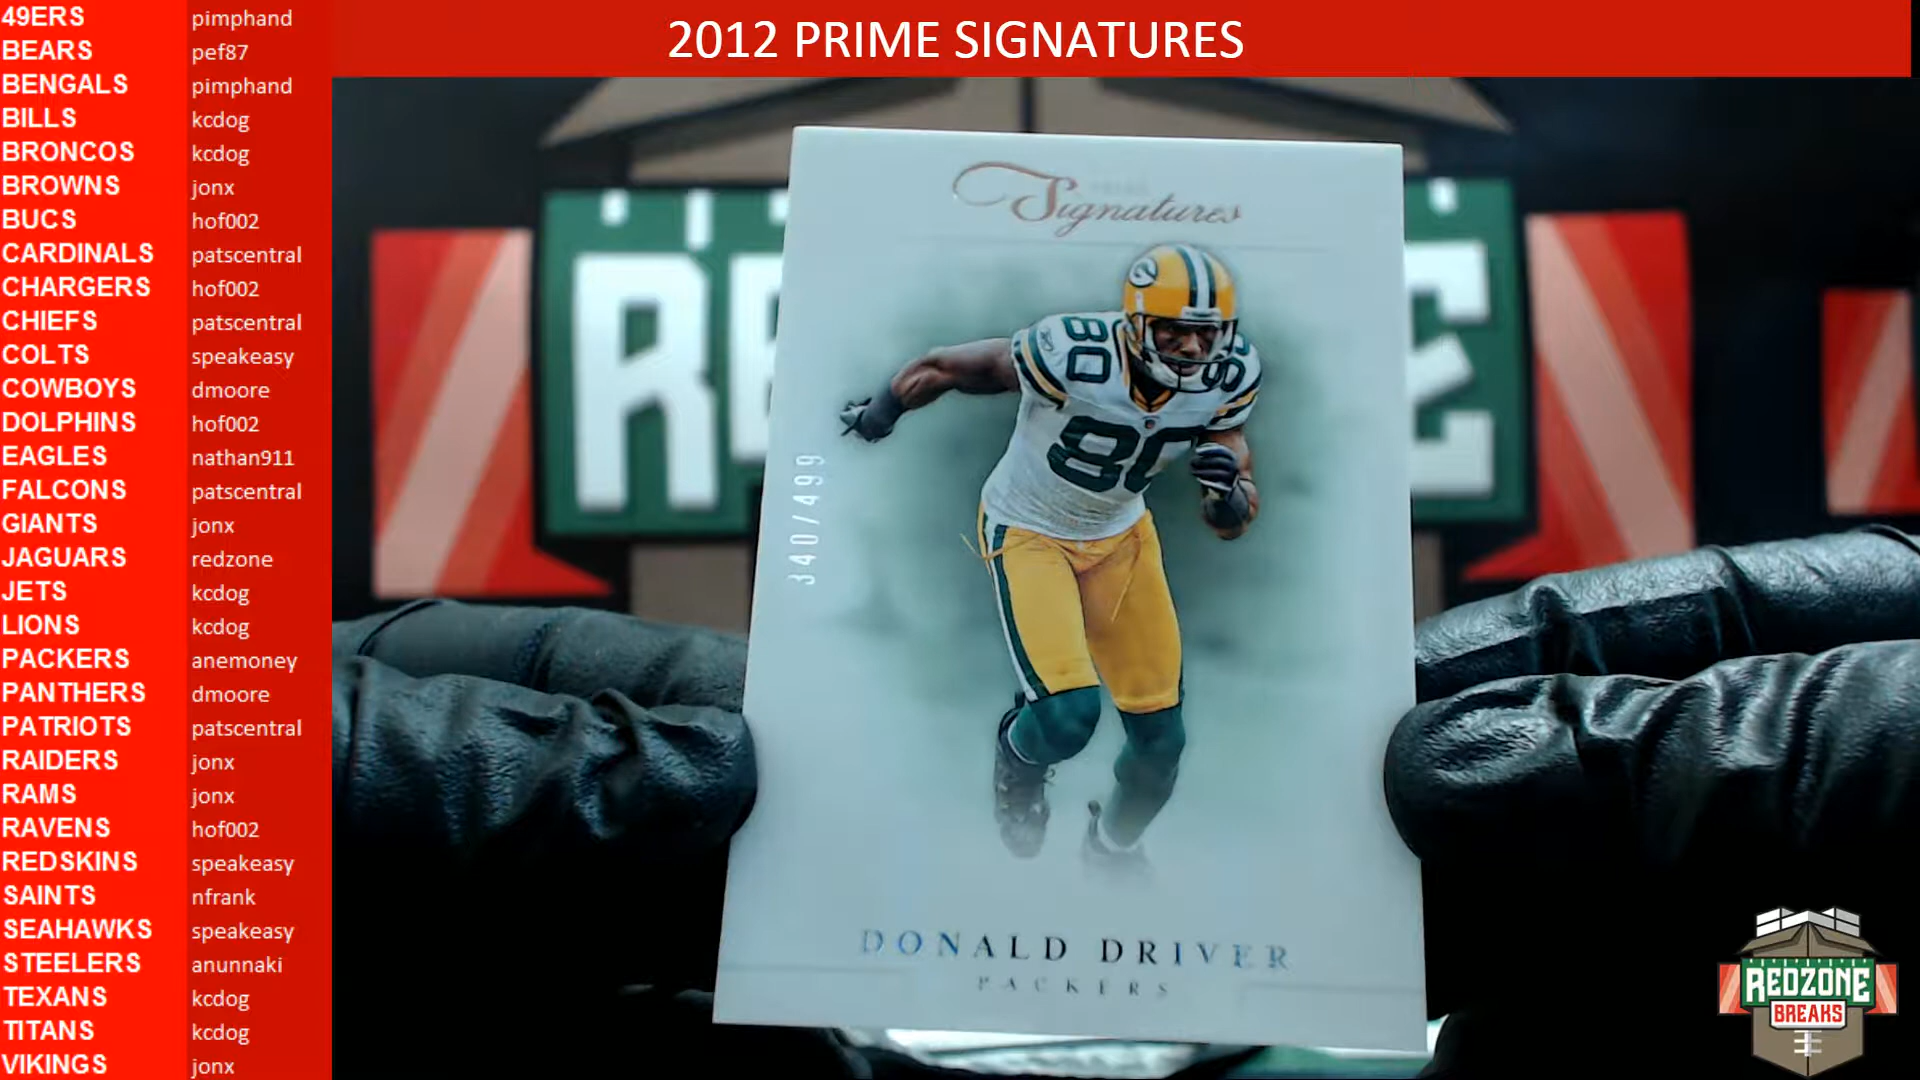 2012 PRIME SIGNATURES
49ERS pimphand
BEARS pef87
BENGALS pimphand
BILLS kcdog
BRONCOS kcdog
BROWNS jonx
BUCS hof002
CARDINALS patscentral
CHARGERS hof002
CHIEFS patscentral
COLTS speakeasy
COWBOYS dmoore
DOLPHINS hof002
EAGLES nathan911
FALCONS patscentral
GIANTS jonx
JAGUARS redzone
JETS kcdog
LIONS kcdog
PACKERS anemoney
PANTHERS dmoore
PATRIOTS patscentral
RAIDERS jonx
RAMS jonx
RAVENS hof002
REDSKINS speakeasy
SAINTS nfrank
SEAHAWKS speakeasy
STEELERS anunnaki
TEXANS kcdog
TITANS kcdog
VIKINGS jonx
PRIME
Signatures
80
80
340/499
DONALD DRIVER
PACKERS
REDZONE
BREAKS